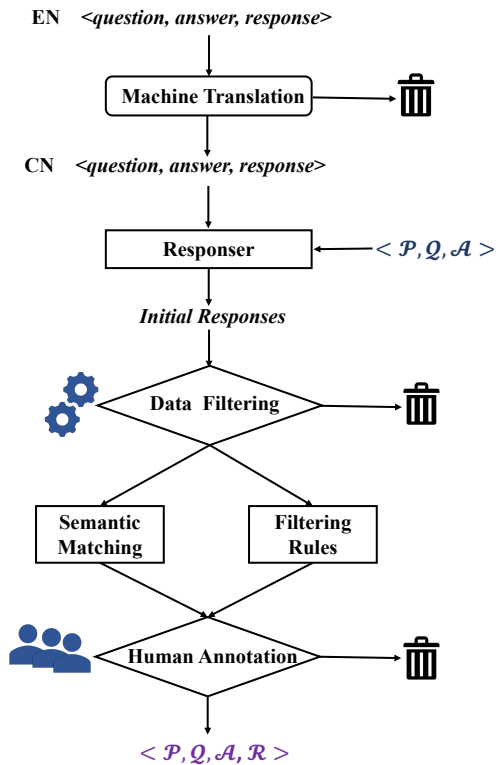 EN <question, answer, response>
Machine Translation
CN <question, answer, response>
Responser
< 𝒫, 𝒬, 𝒜 >
Initial Responses
Data Filtering
Semantic
Matching
Filtering
Rules
Human Annotation
< 𝒫, 𝒬, 𝒜, ℛ >